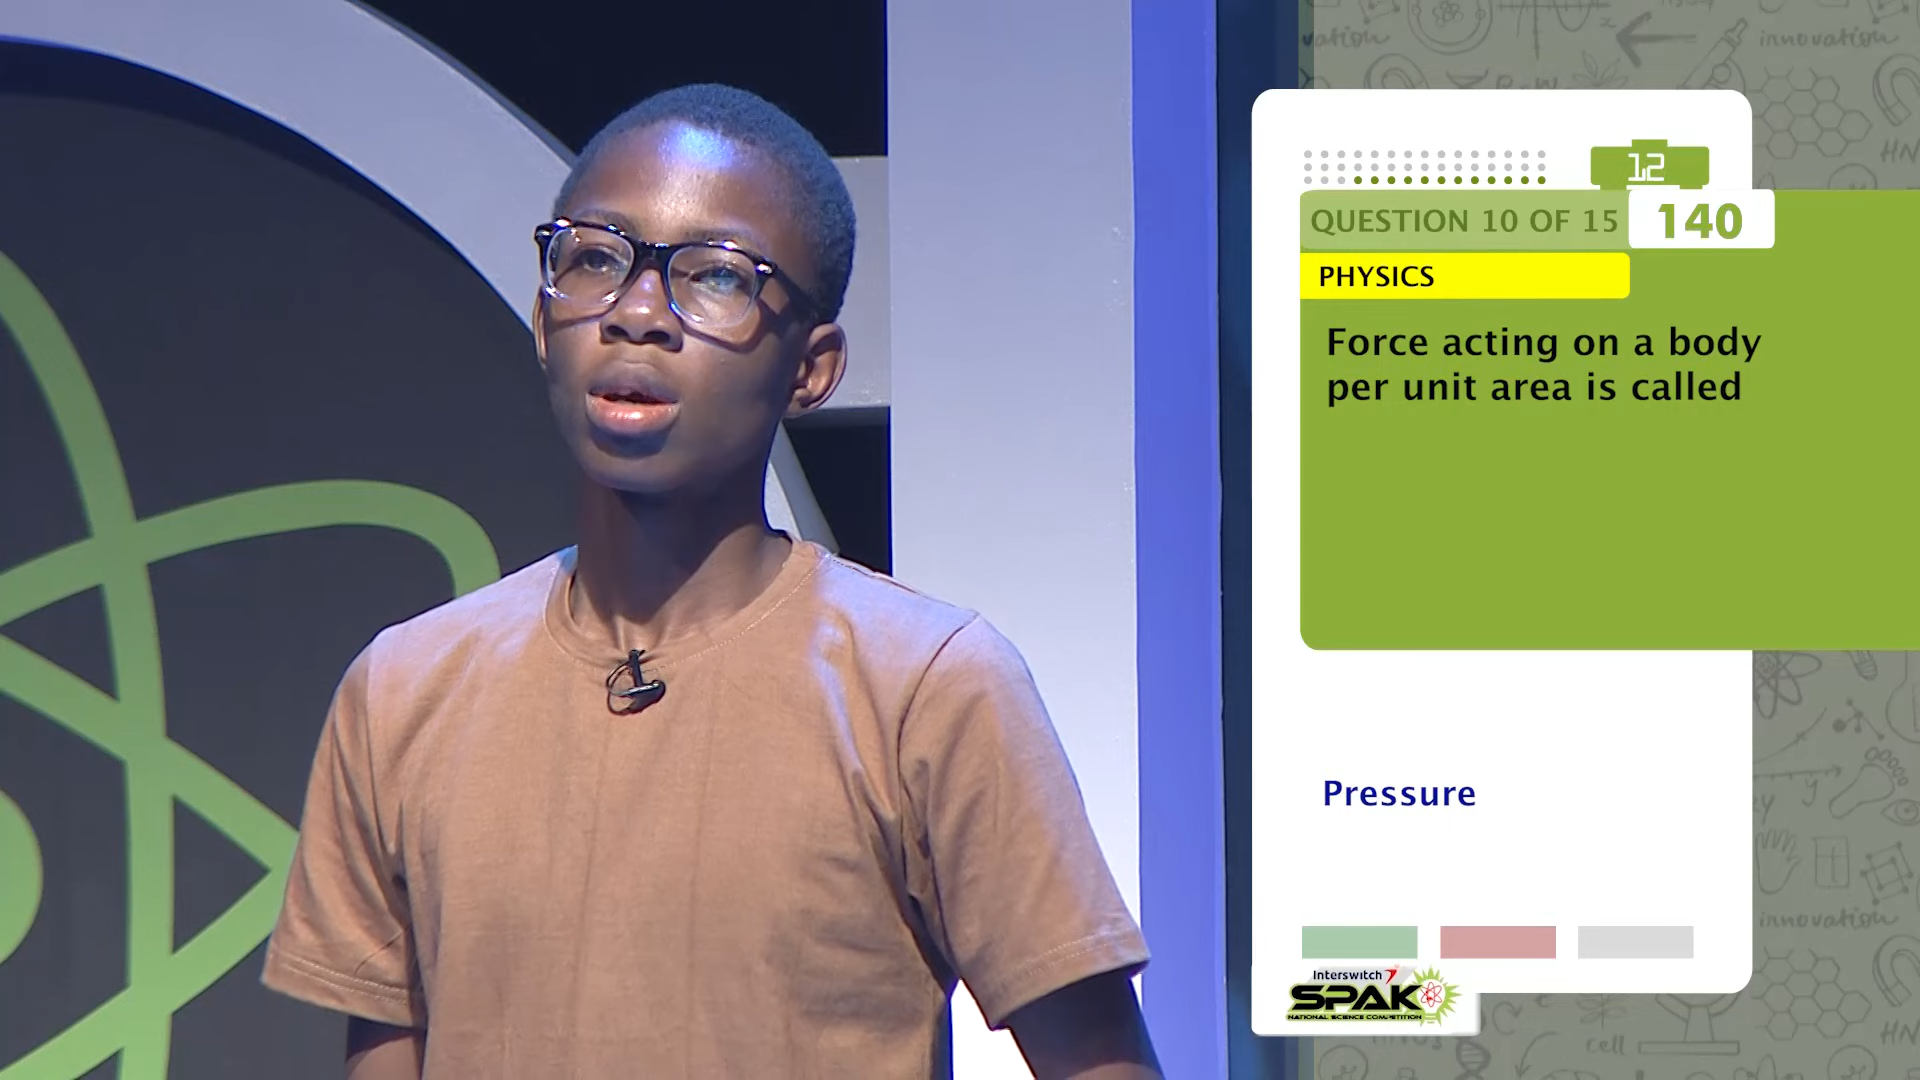 12
QUESTION 10 OF 15
140
PHYSICS
Force acting on a body
per unit area is called
Pressure
Interswitch
SPAK
NATIONAL SCIENCE COMPETITION
innovation
innovation
cell